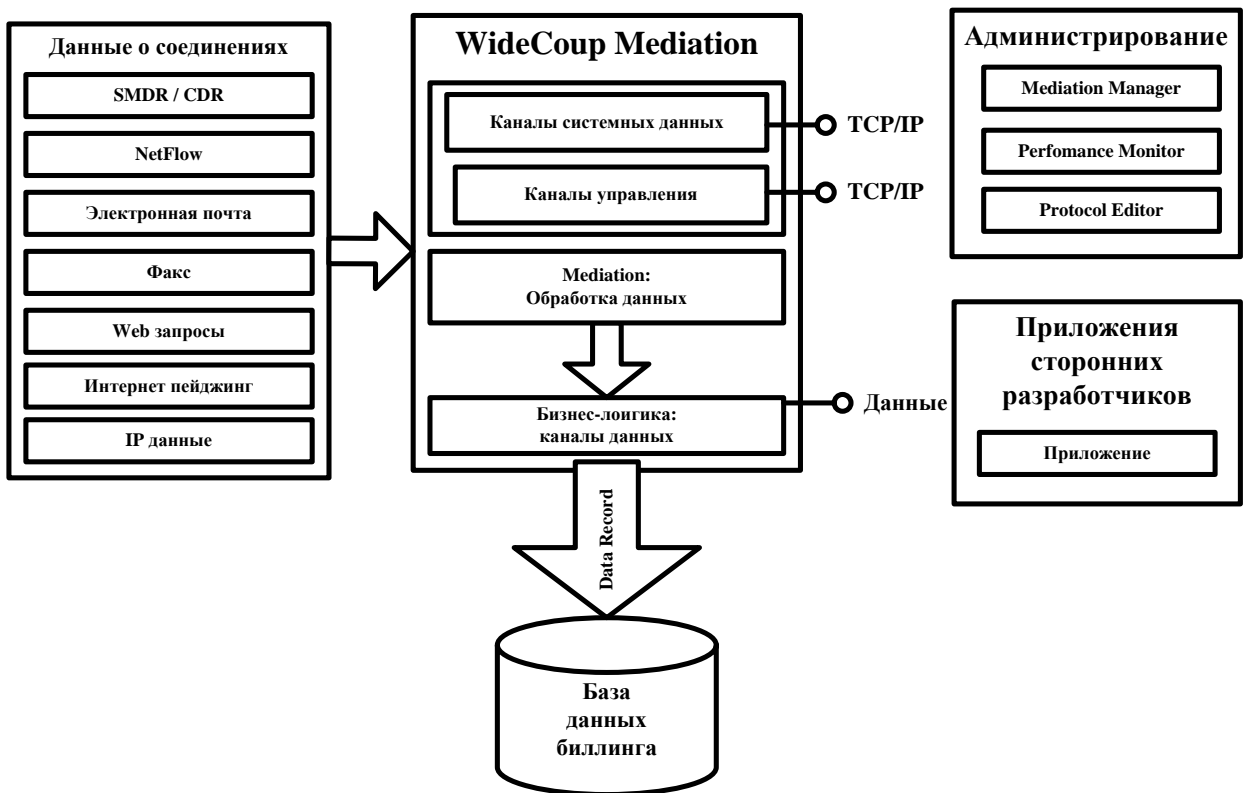 Данные о соединениях
SMDR / CDR
NetFlow
Электронная почта
Факс
Web запросы
Интернет пейджинг
IP данные
WideCoup Mediation
Каналы системных данных
Каналы управления
Mediation:
Обработка данных
Бизнес-лоигика:
каналы данных
TCP/IP
TCP/IP
Данные
Администрирование
Mediation Manager
Perfomance Monitor
Protocol Editor
Приложения
сторонних
разработчиков
Приложение
Data Record
База
данных
биллинга